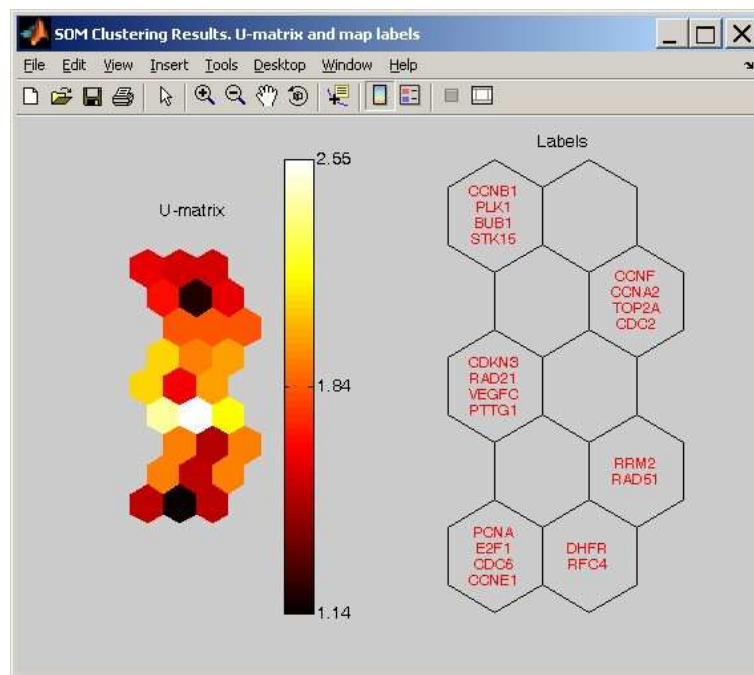 SOM Clustering Results. U-matrix and map labels
File Edit View Insert Tools Desktop Window Help
Labels
2.55
U-matrix
1.84
1.14
CCNB1
PLK1
BUB1
STK15
CCNF
CCNA2
TOP2A
CDC2
CDKN3
RAD21
VEGFC
PTTG1
RRM2
RAD51
PCNA
E2F1
CDC6
CCNE1
DHFR
RFC4